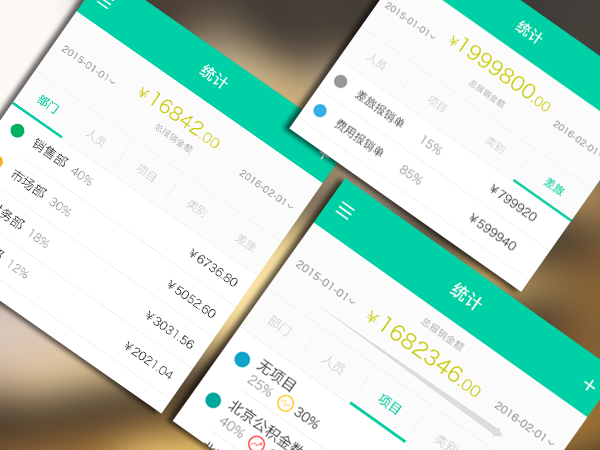 统计
2015-01-01
￥16842.00
总报销金额
2016-02-01
部门
人员
项目
类别
差旅
销售部 40%
￥6736.80
市场部 30%
￥5052.60
务部 18%
￥3031.56
12%
￥2021.04
统计
2015-01-01
￥1999800.00
总报销金额
2016-02-01
人员
项目
类别
差旅
差旅报销单 15%
￥799920
费用报销单 85%
￥599940
统计
+
2015-01-01
总报销金额
￥1682346.00
2016-02-01
部门
人员
项目
类别
无项目
25% 30%
北京公积金
40%